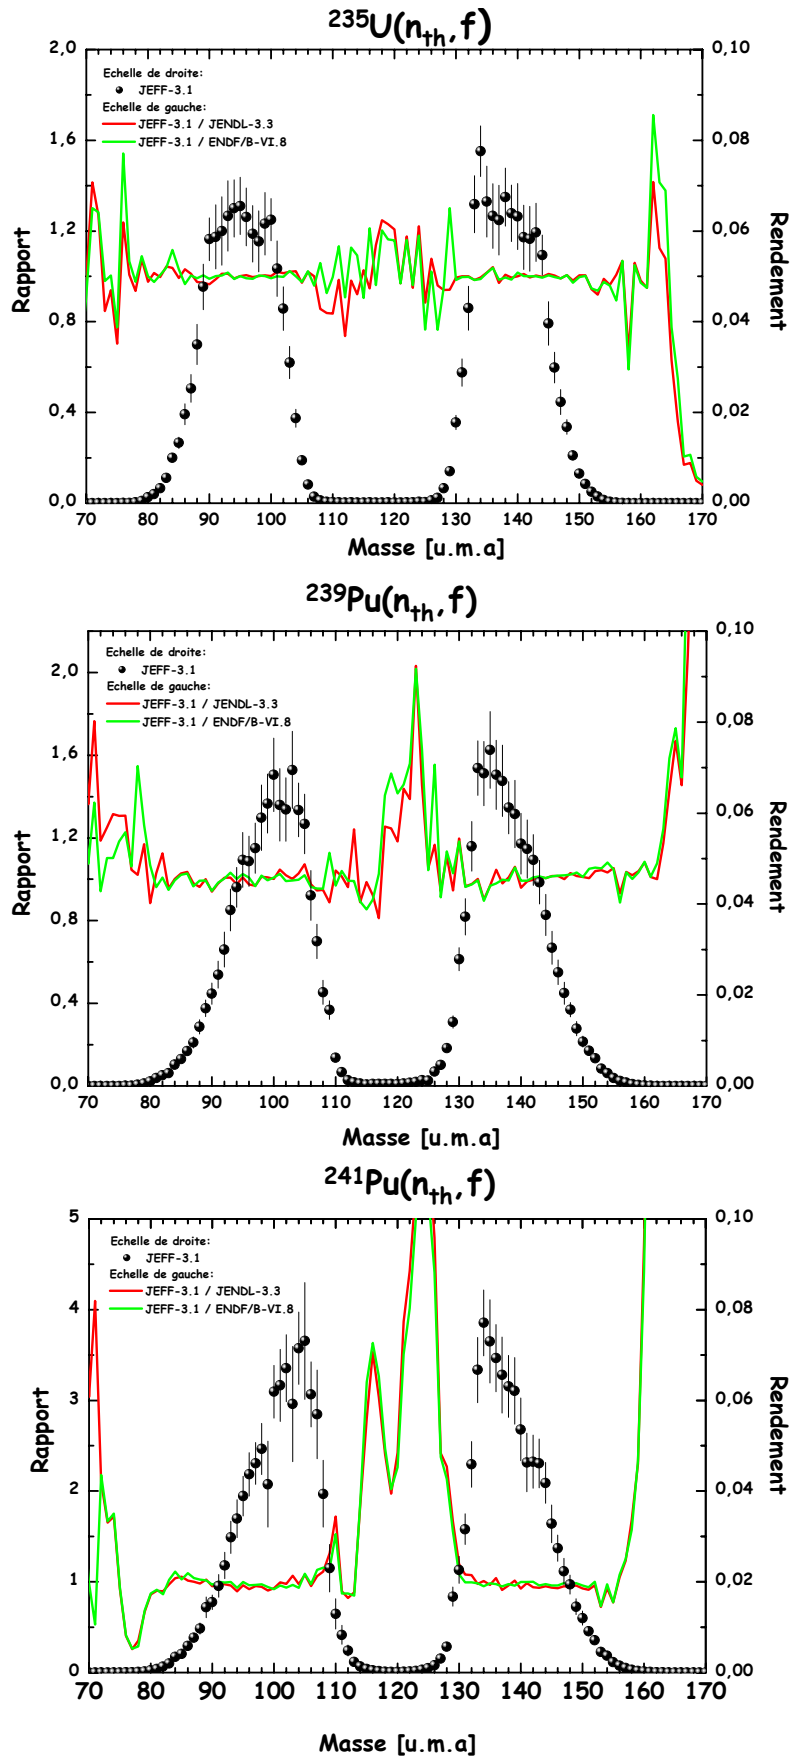 235U(nth,f)
Echelle de droite:
JEFF-3.1
Echelle de gauche:
JEFF-3.1 / JENDL-3.3
JEFF-3.1 / ENDF/B-VI.8
2,0
1,6
1,2
0,8
0,4
0,0
Rapport
0,10
0,08
0,06
0,04
0,02
0,00
Rendement
70 80 90 100 110 120 130 140 150 160 170
Masse [u.m.a]
239Pu(nth,f)
Echelle de droite:
JEFF-3.1
Echelle de gauche:
JEFF-3.1 / JENDL-3.3
JEFF-3.1 / ENDF/B-VI.8
2,0
1,6
1,2
0,8
0,4
0,0
Rapport
0,10
0,08
0,06
0,04
0,02
0,00
Rendement
70 80 90 100 110 120 130 140 150 160 170
Masse [u.m.a]
241Pu(nth,f)
Echelle de droite:
JEFF-3.1
Echelle de gauche:
JEFF-3.1 / JENDL-3.3
JEFF-3.1 / ENDF/B-VI.8
5
4
3
2
1
0
Rapport
0,10
0,08
0,06
0,04
0,02
0,00
Rendement
70 80 90 100 110 120 130 140 150 160 170
Masse [u.m.a]